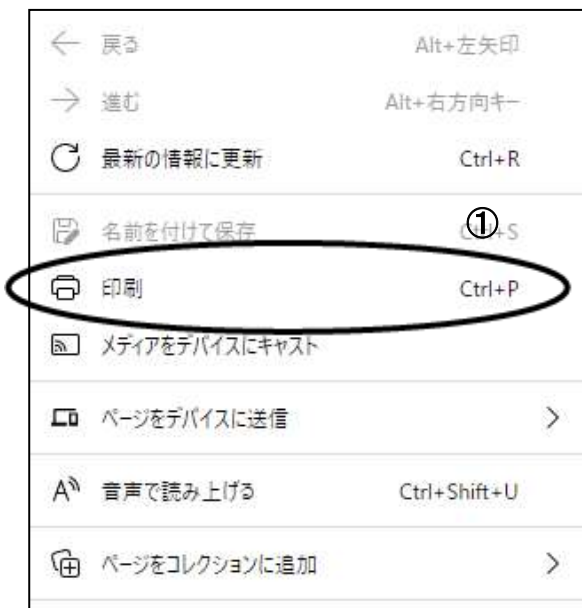 戻る Alt+左矢印
進む Alt+右方向キー
最新の情報に更新 Ctrl+R
①
名前を付けて保存 Ctrl+S
印刷 Ctrl+P
メディアをデバイスにキャスト
ページをデバイスに送信
音声で読み上げる Ctrl+Shift+U
ページをコレクションに追加